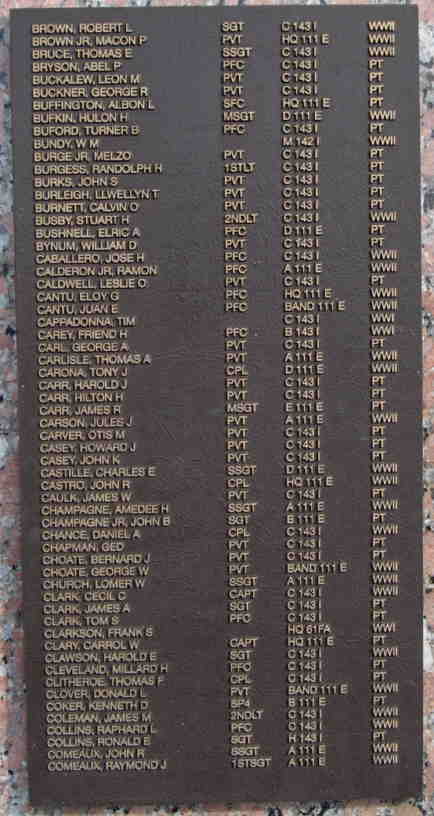 BROWN, ROBERT L SGT C 143 I WWII
BROWN JR, MACON P PVT HQ 111 E WWII
BRUCE, THOMAS E SSGT C 143 I WWII
BRYSON, ABEL P PFC C 143 I PT
BUCKALEW, LEON M PVT C 143 I PT
BUCKNER, GEORGE R PVT C 143 I PT
BUFFINGTON, ALBON L SFC HQ 111 E PT
BUFKIN, HULON H MSGT D 111 E WWII
BUFORD, TURNER B PFC C 143 I PT
BUNDY, W M M 142 I WWII
BURGE JR, MELZO PVT C 143 I PT
BURGESS, RANDOLPH H 1STLT C 143 I PT
BURKS, JOHN S PVT C 143 I PT
BURLEIGH, LLWELLYN T PVT C 143 I PT
BURNETT, CALVIN O PVT C 143 I PT
BUSBY, STUART H 2NDLT C 143 I WWII
BUSHNELL, ELRIC A PFC D 111 E PT
BYNUM, WILLIAM D PVT C 143 I PT
CABALLERO, JOSE H PFC C 143 I WWII
CALDERON JR, RAMON PFC A 111 E WWII
CALDWELL, LESLIE O PVT C 143 I PT
CANTU, ELOY G PFC HQ 111 E WWII
CANTU, JUAN E PFC BAND 111 E WWII
CAPPADONNA, TIM C 143 I WWI
CAREY, FRIEND H PFC B 143 I WWI
CARL, GEORGE A PVT C 143 I PT
CARLISLE, THOMAS A PVT A 111 E WWII
CARONA, TONY J CPL D 111 E WWII
CARR, HAROLD J PVT C 143 I PT
CARR, HILTON H PVT C 143 I PT
CARR, JAMES R MSGT E 111 E PT
CARSON, JULES J PVT A 111 E WWII
CARVER, OTIS M PVT C 143 I PT
CASEY, HOWARD J PVT C 143 I PT
CASEY, JOHN K PVT C 143 I PT
CASTILLE, CHARLES E SSGT D 111 E WWII
CASTRO, JOHN R CPL HQ 111 E WWII
CAULK, JAMES W PVT C 143 I PT
CHAMPAGNE, AMEDEE H SSGT A 111 E WWII
CHAMPAGNE JR, JOHN B SGT B 111 E PT
CHANCE, DANIEL A CPL C 143 I WWII
CHAPMAN, GED PVT C 143 I PT
CHOATE, BERNARD J PVT C 143 I PT
CHOATE, GEORGE W PVT BAND 111 E WWII
CHURCH, LOMER W SSGT A 111 E WWII
CLARK, CECIL C CAPT C 143 I WWII
CLARK, JAMES A SGT C 143 I PT
CLARK, TOM S PFC C 143 I PT
CLARKSON, FRANK S HQ 61FA WWI
CLARY, CARROL W CAPT HQ 111 E PT
CLAWSON, HAROLD E SGT C 143 I WWII
CLEVELAND, MILLARD H PFC C 143 I PT
CLITHEROE, THOMAS F CPL C 143 I PT
CLOVER, DONALD L PVT BAND 111 E WWII
COKER, KENNETH D SP4 B 111 E PT
COLEMAN, JAMES M 2NDLT C 143 I WWII
COLLINS, RAPHARD L PFC C 143 I WWII
COLLINS, RONALD E SGT H 143 I PT
COMEAUX, JOHN R SSGT A 111 E WWII
COMEAUX, RAYMOND J 1STSGT A 111 E WWII